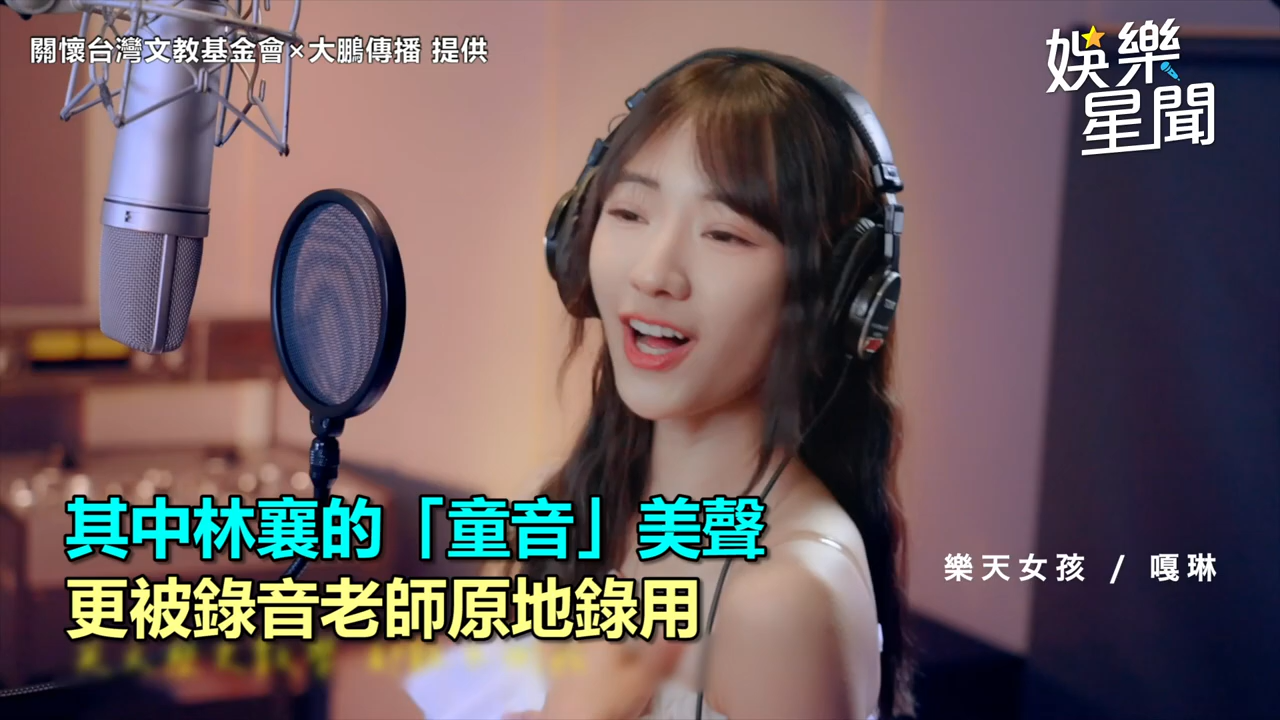 關懷台灣文教基金會×大鵬傳播 提供
娛樂
星聞
其中林襄的「童音」美聲
更被錄音老師原地錄用
樂天女孩 / 嘎琳